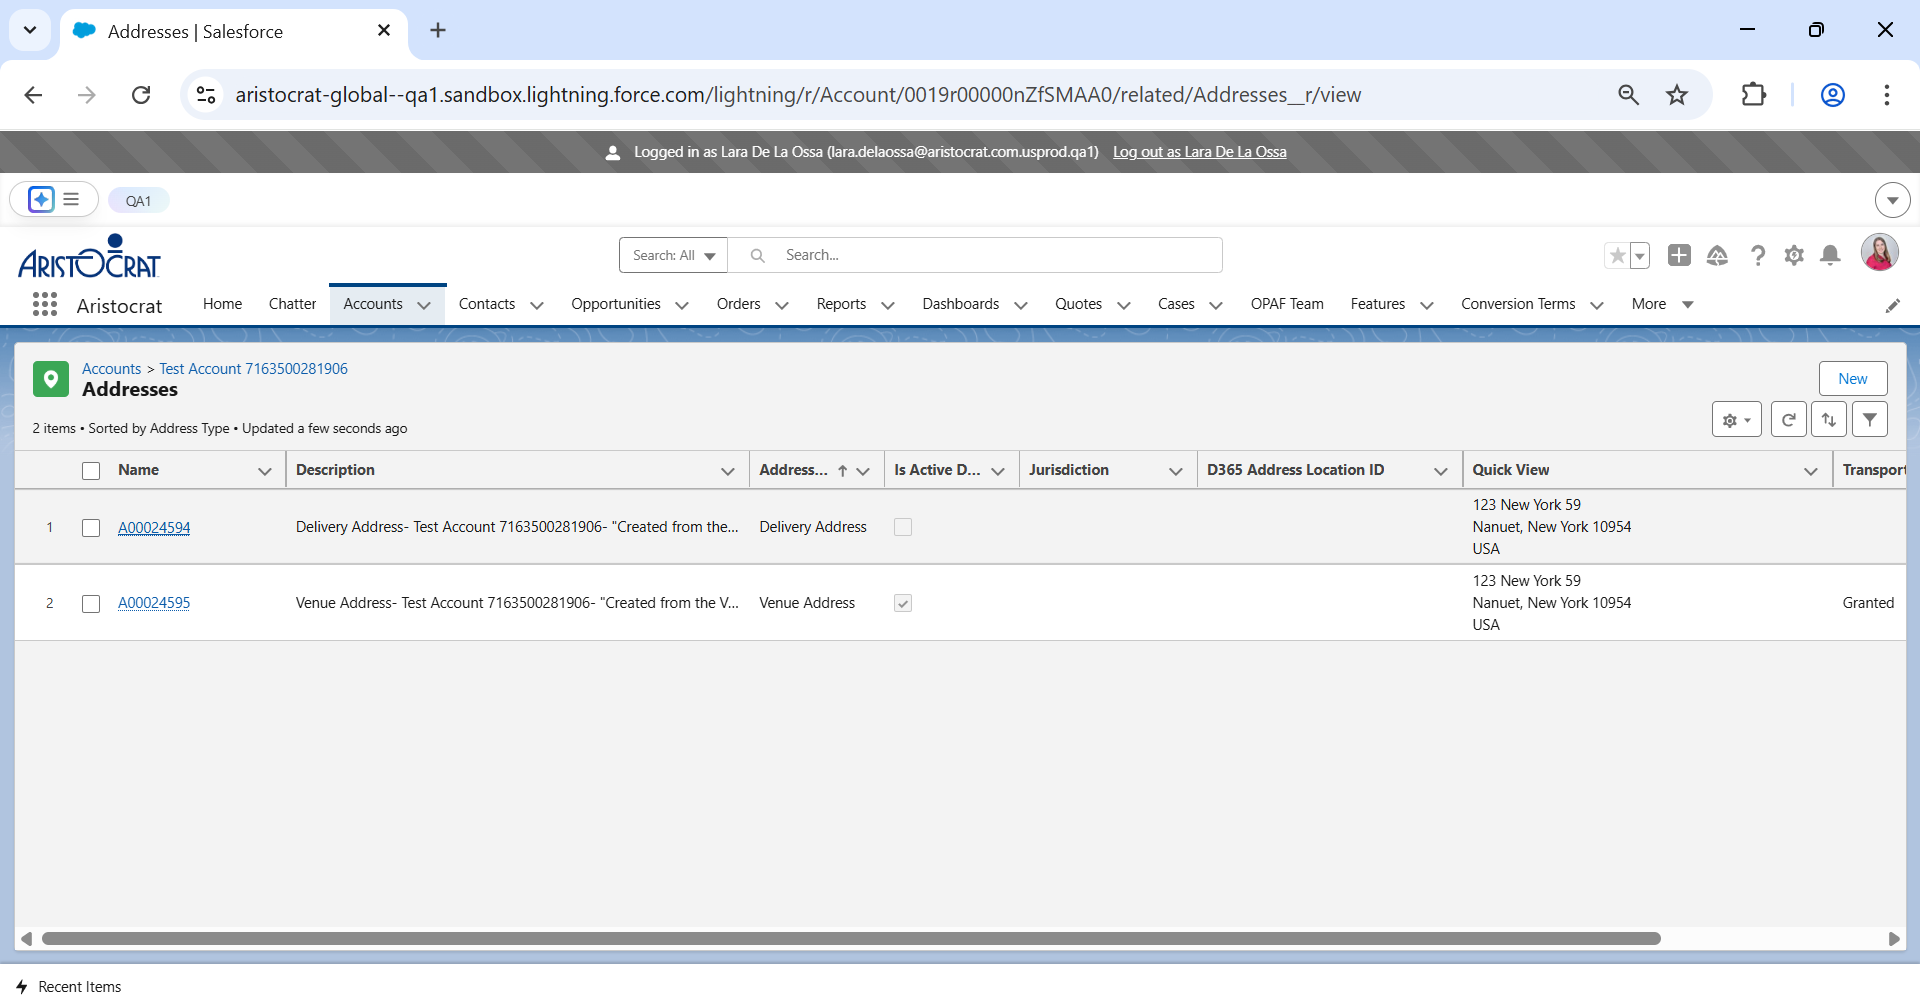 Addresses | Salesforce
aristocrat-global--qa1.sandbox.lightning.force.com/lightning/r/Account/0019r00000nZfSMAA0/related/Addresses__r/view
Logged in as Lara De La Ossa (lara.delaossa@aristocrat.com.usprod.qa1) Log out as Lara De La Ossa
QA1
ARISTOCRAT
Search: All
Search...
Aristocrat
Home
Chatter
Accounts
Contacts
Opportunities
Orders
Reports
Dashboards
Quotes
Cases
OPAF Team
Features
Conversion Terms
More
Accounts > Test Account 7163500281906
Addresses
New
2 items • Sorted by Address Type • Updated a few seconds ago
Name
Description
Address...
Is Active D...
Jurisdiction
D365 Address Location ID
Quick View
Transport
1
A00024594
Delivery Address- Test Account 7163500281906- "Created from the...
Delivery Address
123 New York 59
Nanuet, New York 10954
USA
2
A00024595
Venue Address- Test Account 7163500281906- "Created from the V...
Venue Address
123 New York 59
Nanuet, New York 10954
USA
Granted
Recent Items